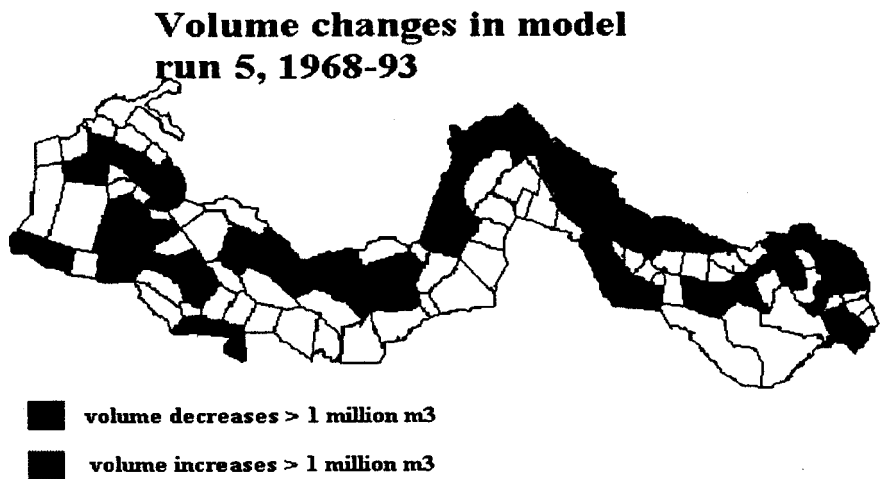 Volume changes in model
run 5, 1968-93
volume decreases > 1 million m3
volume increases > 1 million m3